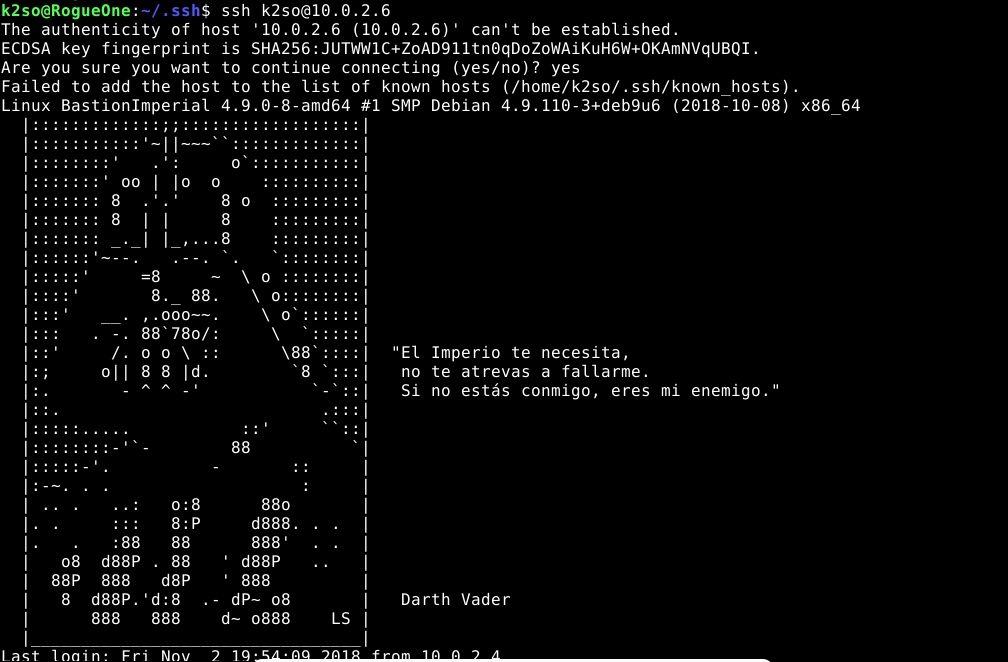 k2so@RogueOne:~/.ssh$ ssh k2so@10.0.2.6
The authenticity of host '10.0.2.6 (10.0.2.6)' can't be established.
ECDSA key fingerprint is SHA256:JUTWW1C+ZoAD911tn0qDoZoWAiKuH6W+OKAmNVqUBQI.
Are you sure you want to continue connecting (yes/no)? yes
Failed to add the host to the list of known hosts (/home/k2so/.ssh/known_hosts).
Linux BastionImperial 4.9.0-8-amd64 #1 SMP Debian 4.9.110-3+deb9u6 (2018-10-08) x86_64
"El Imperio te necesita,
no te atrevas a fallarme.
Si no estás conmigo, eres mi enemigo."
Darth Vader
LS
Last login: Fri Nov  2 19:54:09 2018 from 10.0.2.4